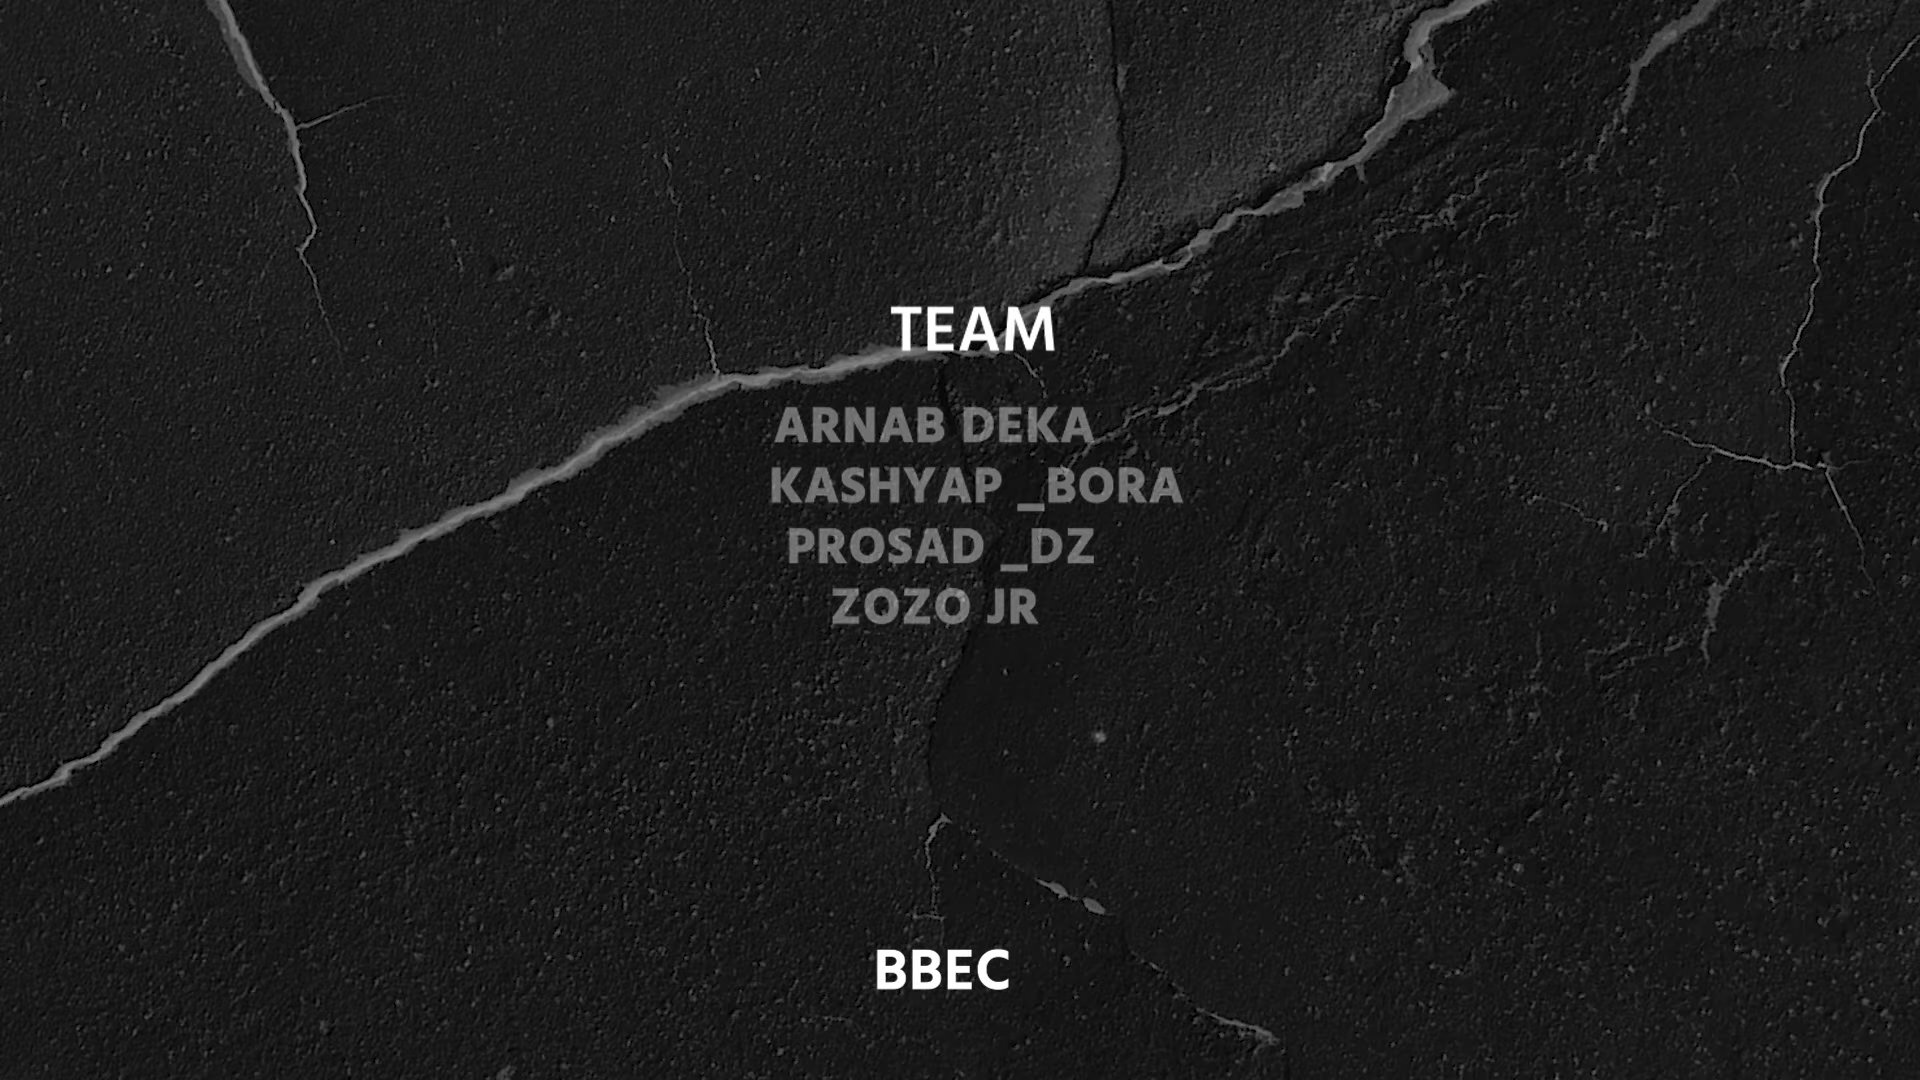 TEAM
ARNAB DEKA
KASHYAP _BORA
PROSAD _DZ
ZOZO JR
BBEC